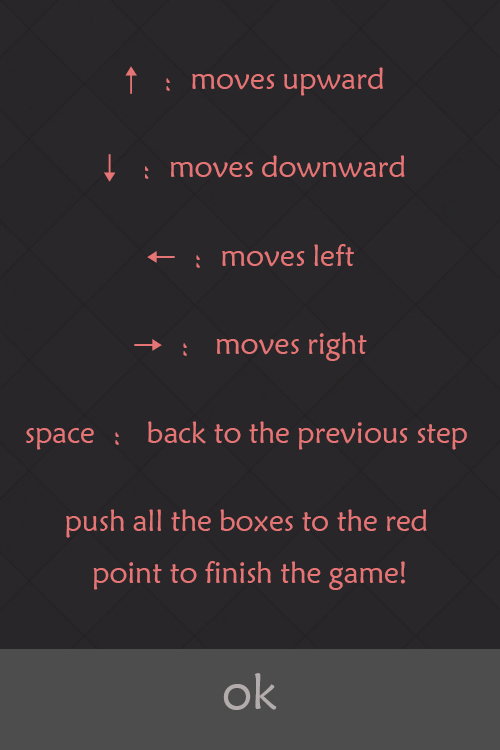 ↑ : moves upward
↓ : moves downward
← : moves left
→ : moves right
space : back to the previous step
push all the boxes to the red
point to finish the game!
ok